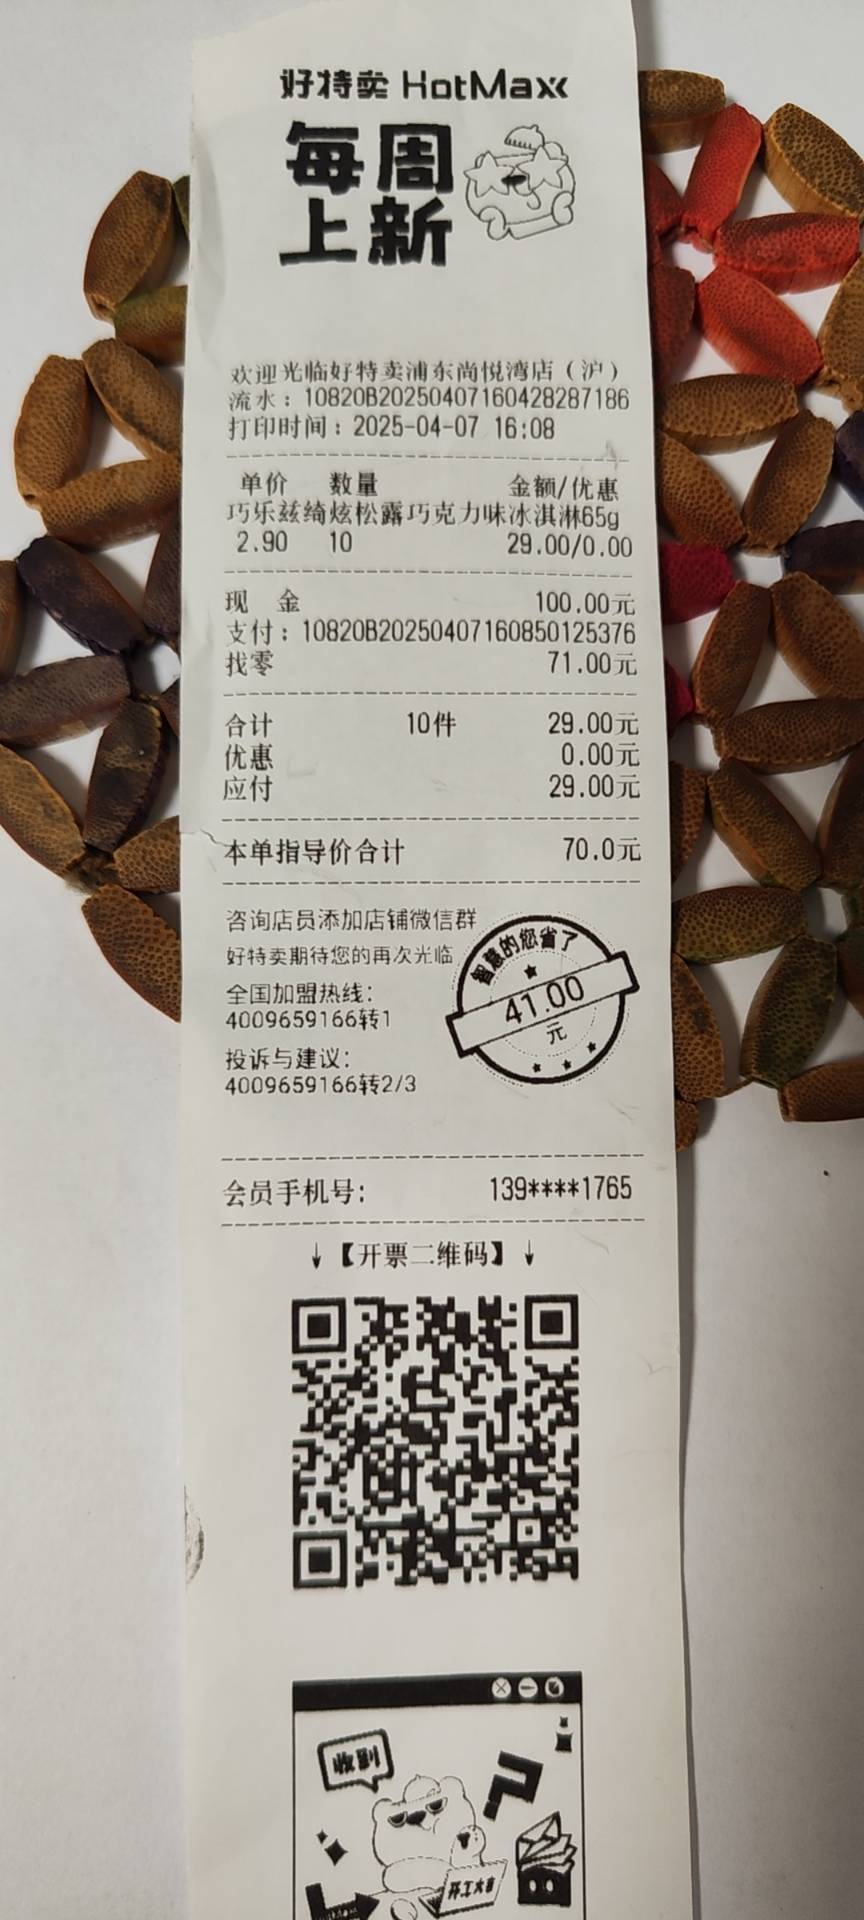 好特卖 HotMaxx
每周
上新
欢迎光临好特卖浦东尚悦湾店（沪）
流水：10820B20250407160428287186
打印时间：2025-04-07 16:08
单价 数量 金额/优惠
巧乐兹绮炫松露巧克力味冰淇淋65g
2.90 10 29.00/0.00
现 金 100.00元
支付：10820B20250407160850125376
找零 71.00元
合计 10件 29.00元
优惠 0.00元
应付 29.00元
本单指导价合计 70.0元
咨询店员添加店铺微信群
好特卖期待您的再次光临
全国加盟热线：
4009659166转1
投诉与建议：
4009659166转2/3
智慧的您省了
41.00
元
会员手机号： 139****1765
↓【开票二维码】↓
收到
开工大吉